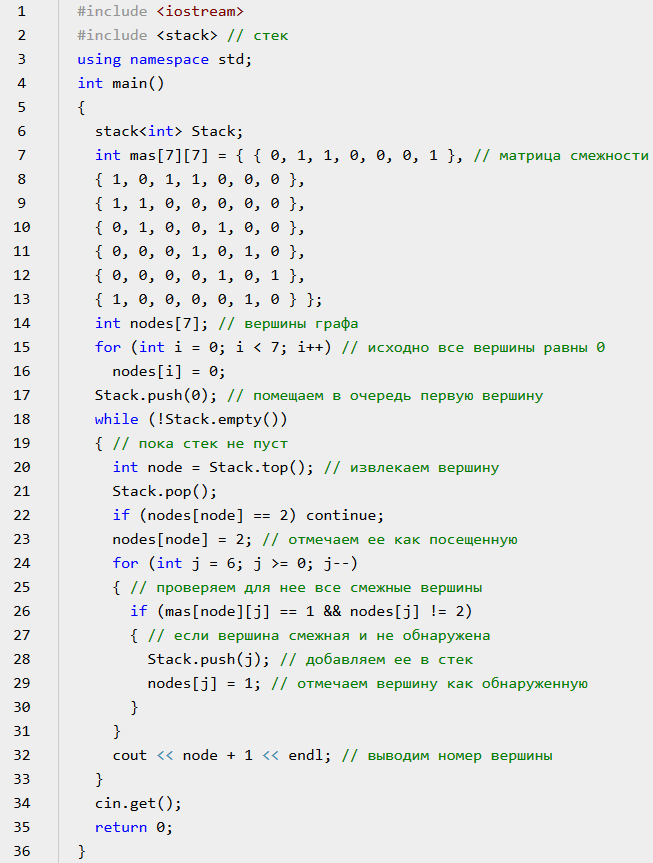 1 #include <iostream>
2 #include <stack> // стек
3 using namespace std;
4 int main()
5 {
6   stack<int> Stack;
7   int mas[7][7] = { { 0, 1, 1, 0, 0, 0, 1 }, // матрица смежности
8   { 1, 0, 1, 1, 0, 0, 0 },
9   { 1, 1, 0, 0, 0, 0, 0 },
10   { 0, 1, 0, 0, 1, 0, 0 },
11   { 0, 0, 0, 1, 0, 1, 0 },
12   { 0, 0, 0, 0, 1, 0, 1 },
13   { 1, 0, 0, 0, 0, 1, 0 } };
14   int nodes[7]; // вершины графа
15   for (int i = 0; i < 7; i++) // исходно все вершины равны 0
16     nodes[i] = 0;
17   Stack.push(0); // помещаем в очередь первую вершину
18   while (!Stack.empty())
19   { // пока стек не пуст
20     int node = Stack.top(); // извлекаем вершину
21     Stack.pop();
22     if (nodes[node] == 2) continue;
23     nodes[node] = 2; // отмечаем ее как посещенную
24     for (int j = 6; j >= 0; j--)
25     { // проверяем для нее все смежные вершины
26       if (mas[node][j] == 1 && nodes[j] != 2)
27       { // если вершина смежная и не обнаружена
28         Stack.push(j); // добавляем ее в стек
29         nodes[j] = 1; // отмечаем вершину как обнаруженную
30       }
31     }
32     cout << node + 1 << endl; // выводим номер вершины
33   }
34   cin.get();
35   return 0;
36 }